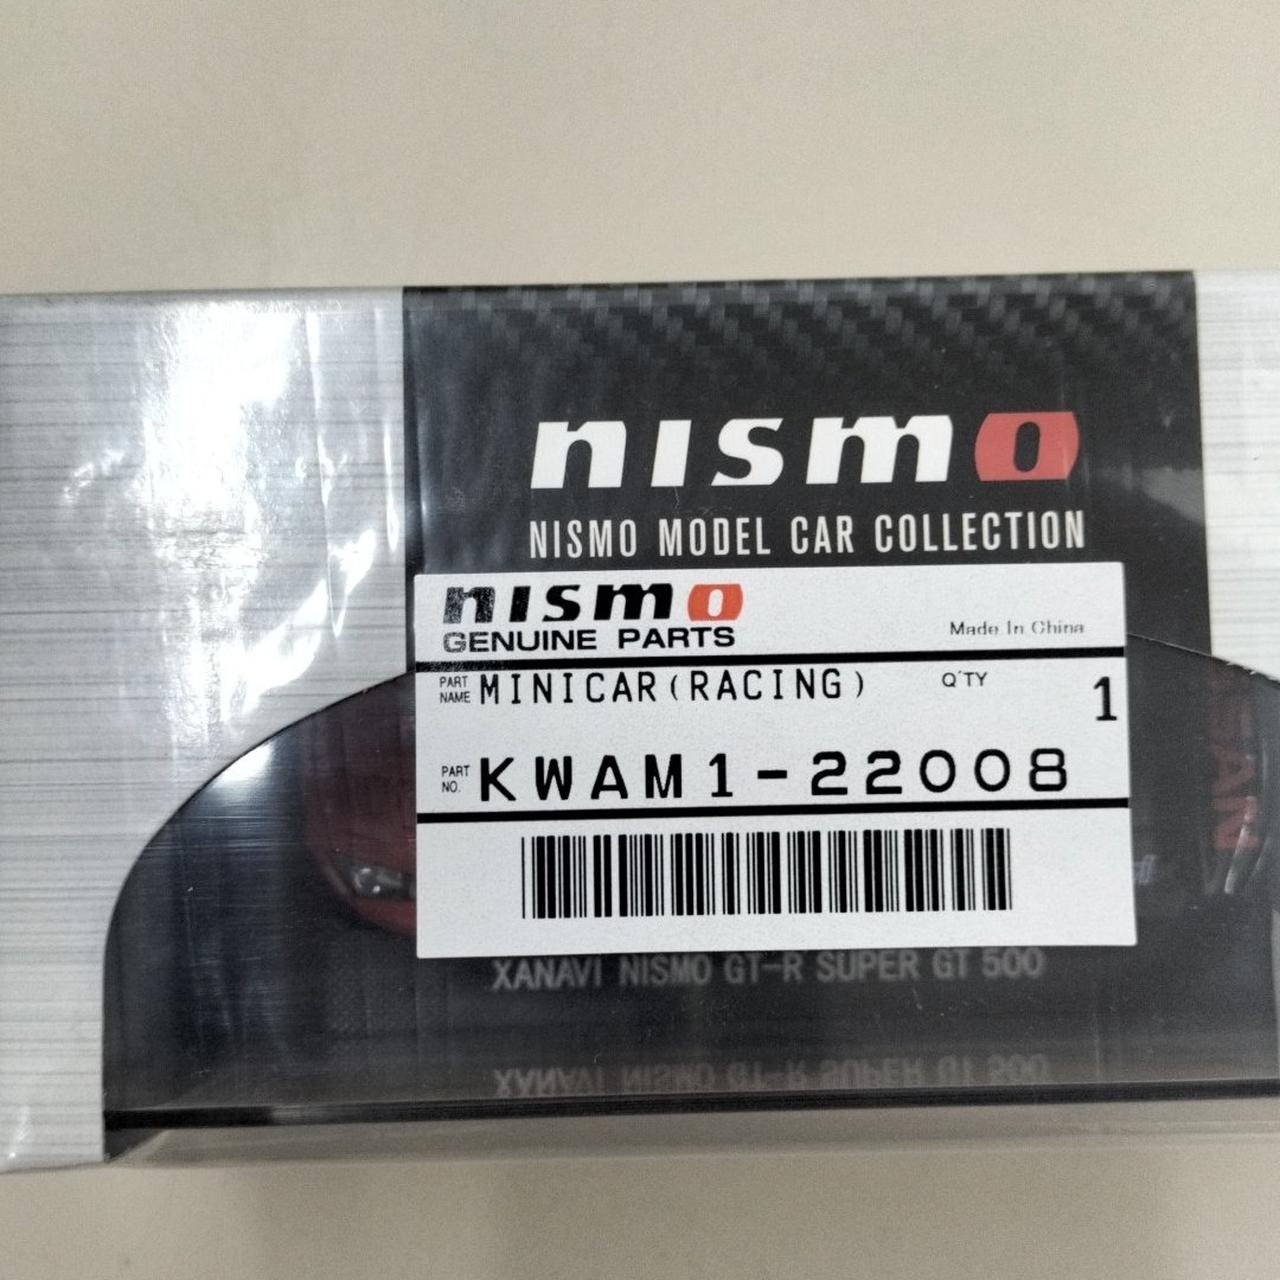 nismo
NISMO MODEL CAR COLLECTION
nismo
GENUINE PARTS
Made In China
PART NAME MINICAR(RACING) Q'TY 1
PART NO. KWAM1-22008
XANAVI NISMO GT-R SUPER GT 500